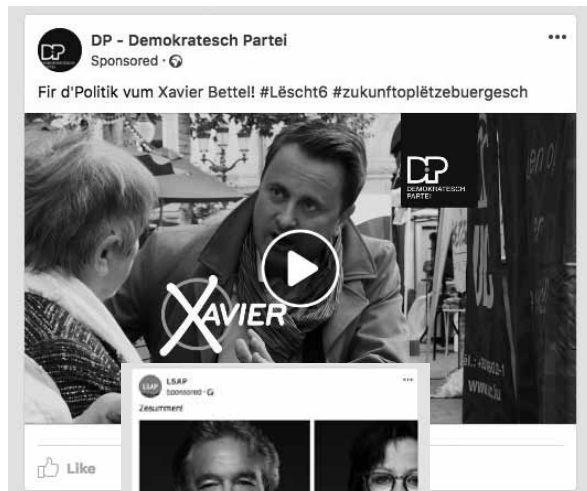 DP - Demokratesch Partei
Sponsored ·
Fir d'Politik vum Xavier Bettel! #Lëscht6 #zukunftoplëtzebuergesch
DP
DEMOKRATESCH
PARTEI
XAVIER
LSAP
LSAP
Sponsored ·
Zesummen!
Like